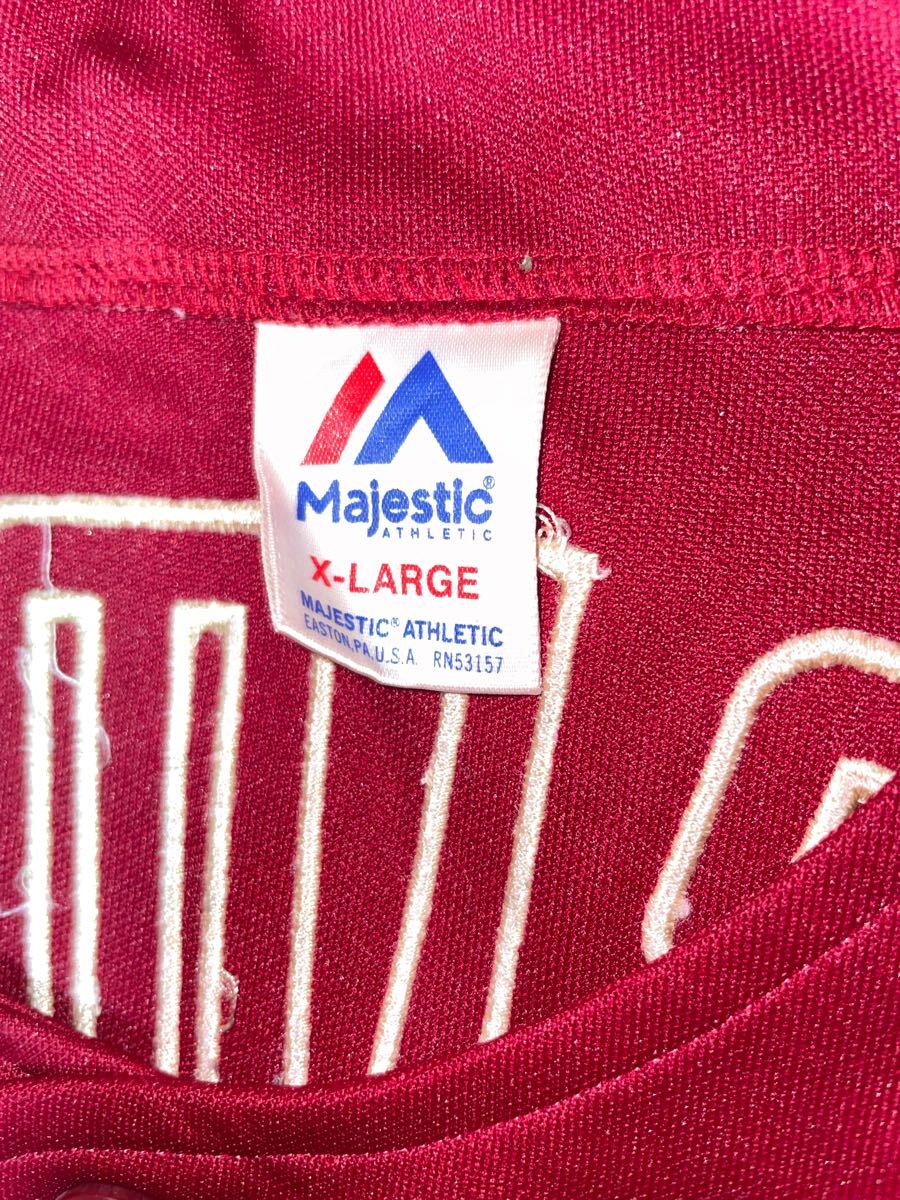 Majestic®
ATHLETIC
X-LARGE
MAJESTIC® ATHLETIC
EASTON, PA, U.S.A. RN53157